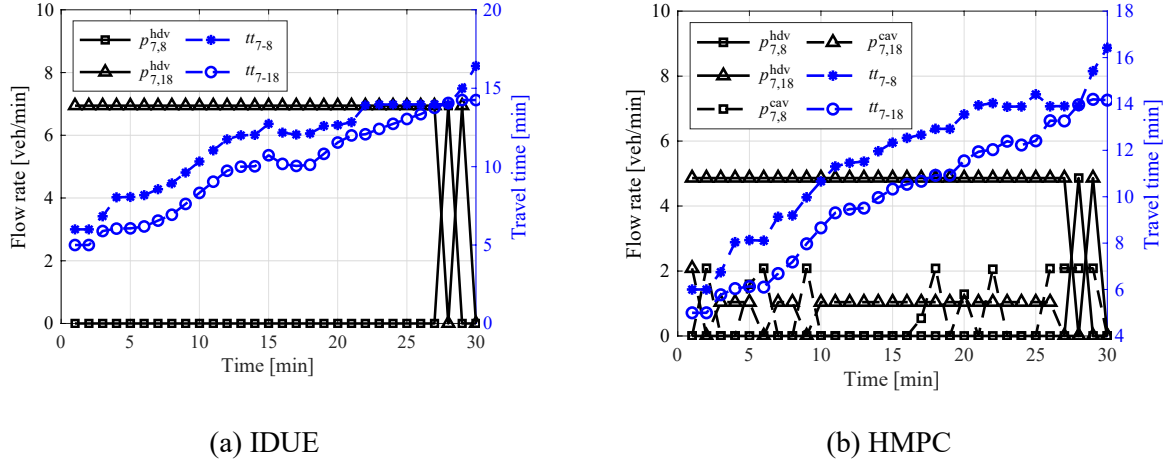 10
8
6
4
2
0
Flow rate [veh/min]
p^hdv_7,8 tt_7-8
p^hdv_7,18 tt_7-18
20
15
10
5
0
Travel time [min]
0 5 10 15 20 25 30
Time [min]
(a) IDUE
10
8
6
4
2
0
Flow rate [veh/min]
p^hdv_7,8 p^cav_7,18
p^hdv_7,18 tt_7-8
p^cav_7,8 tt_7-18
18
16
14
12
10
8
6
4
Travel time [min]
0 5 10 15 20 25 30
Time [min]
(b) HMPC